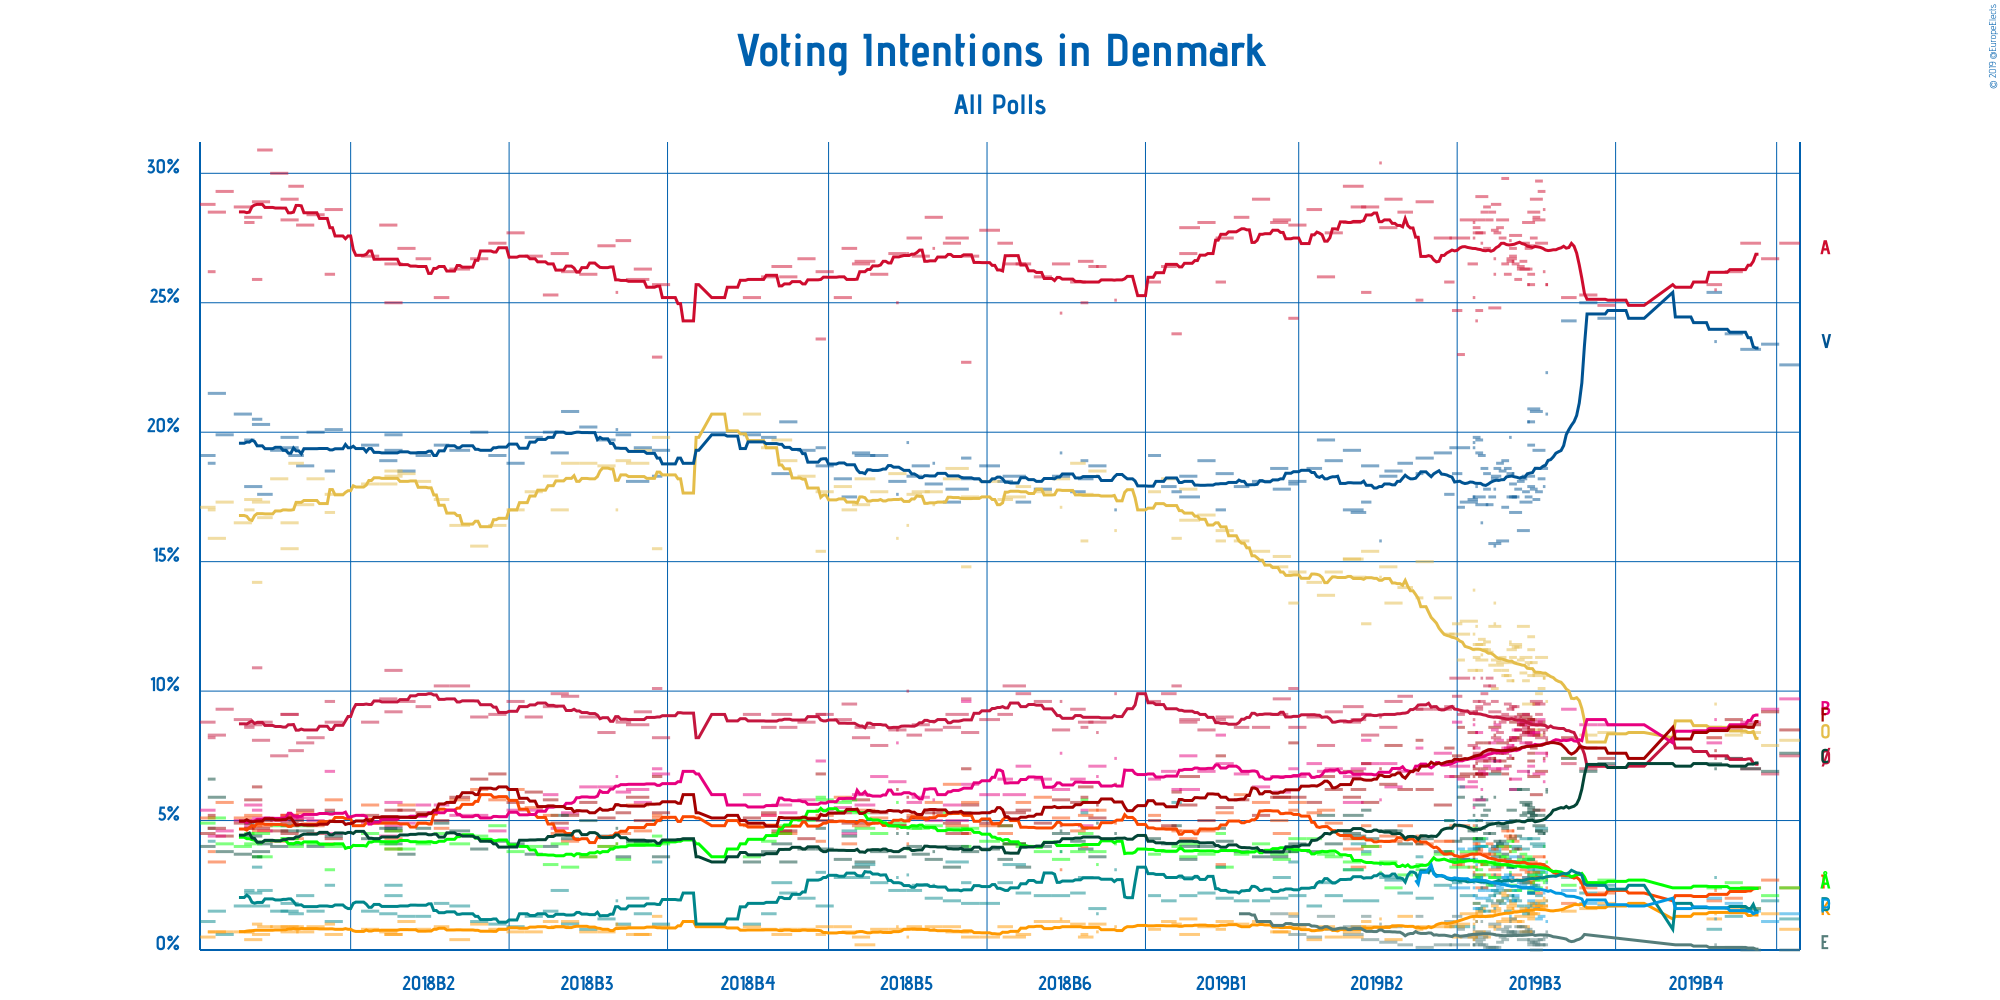 © 2019 @EuropeElects
Voting Intentions in Denmark
All Polls
30%
25%
20%
15%
10%
5%
0%
A
V
B
F
O
C
Ø
A
E
2018B2 2018B3 2018B4 2018B5 2018B6 2019B1 2019B2 2019B3 2019B4